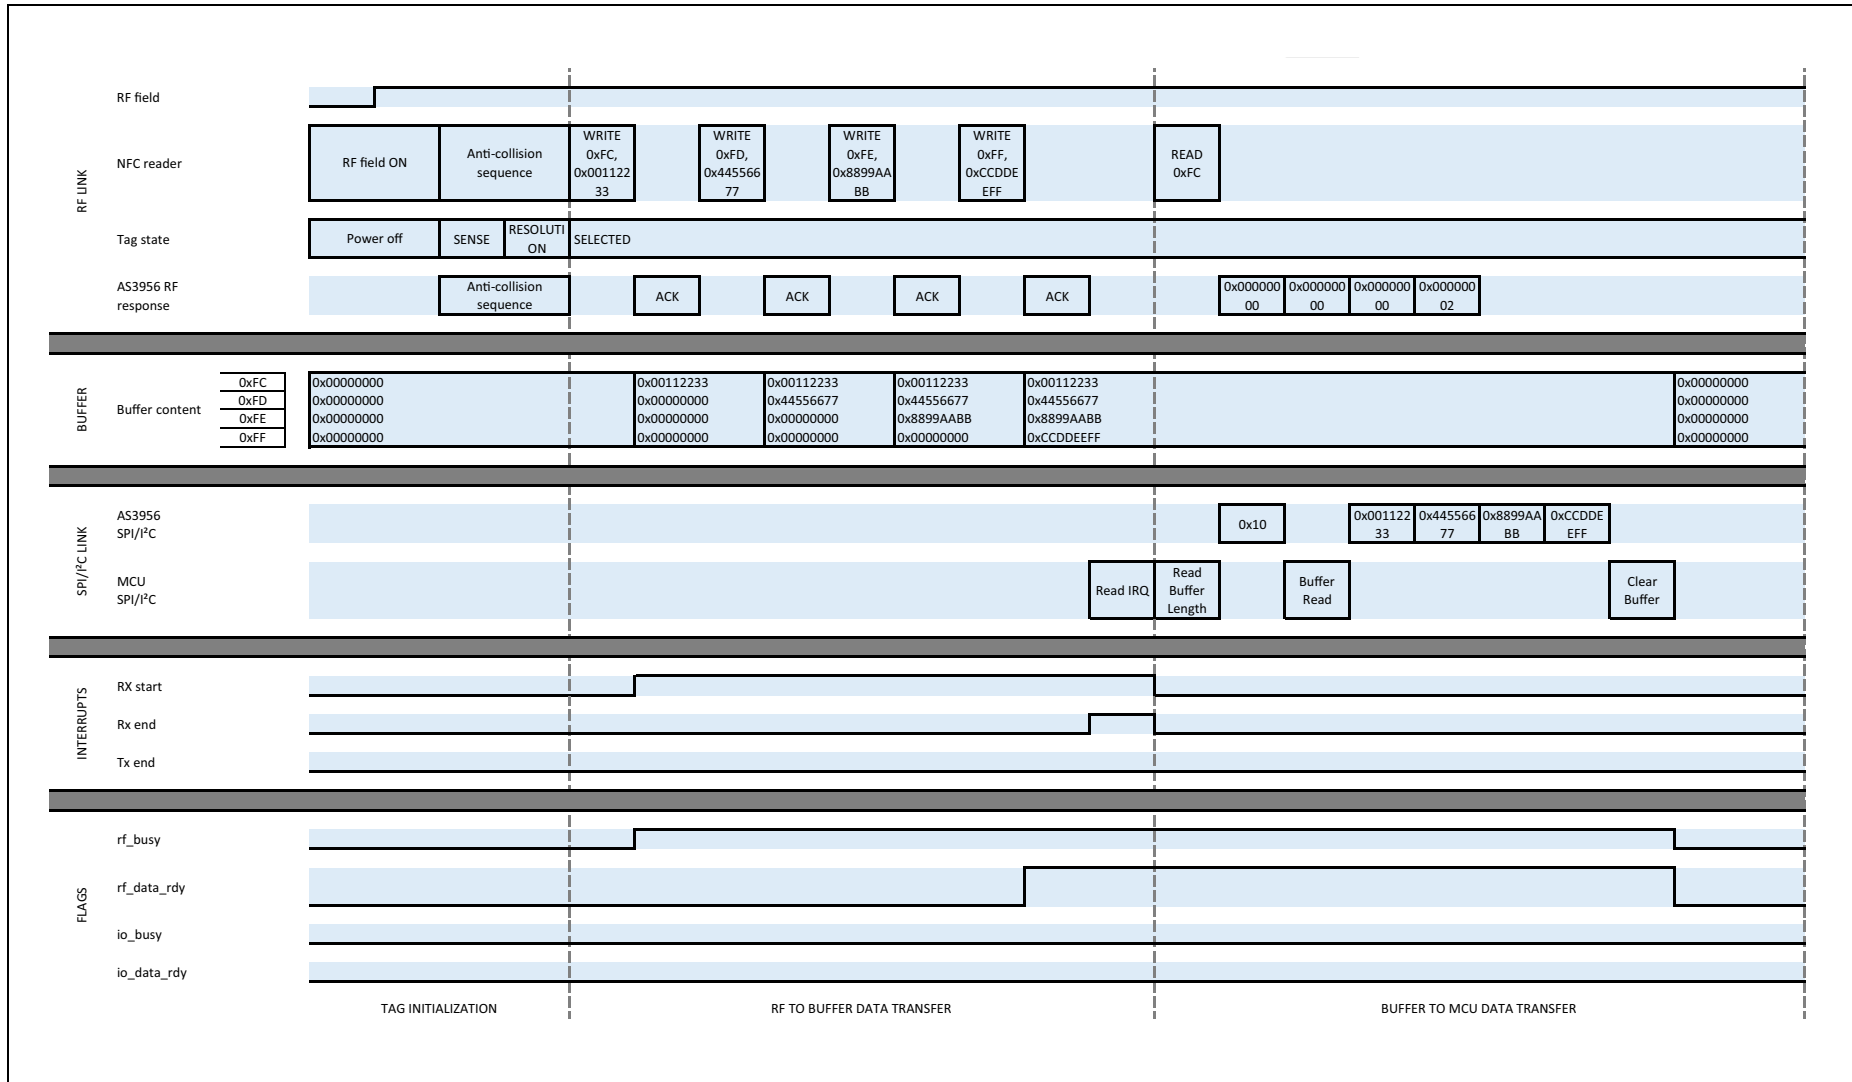 RF field
NFC reader
RF LINK
RF field ON
Anti-collision
sequence
WRITE
0xFC,
0x001122
33
WRITE
0xFD,
0x445566
77
WRITE
0xFE,
0x8899AA
BB
WRITE
0xFF,
0xCCDDE
EFF
READ
0xFC
Tag state
Power off
SENSE
RESOLUTI
ON
SELECTED
AS3956 RF
response
Anti-collision
sequence
ACK
ACK
ACK
ACK
0x000000
00
0x000000
00
0x000000
00
0x000000
02
BUFFER
Buffer content
0xFC
0xFD
0xFE
0xFF
0x00000000
0x00000000
0x00000000
0x00000000
0x00112233
0x00000000
0x00000000
0x00000000
0x00112233
0x44556677
0x00000000
0x00000000
0x00112233
0x44556677
0x8899AABB
0x00000000
0x00112233
0x44556677
0x8899AABB
0xCCDDEEFF
0x00000000
0x00000000
0x00000000
0x00000000
SPI/I²C LINK
AS3956
SPI/I²C
0x10
0x001122
33
0x445566
77
0x8899AA
BB
0xCCDDE
EFF
MCU
SPI/I²C
Read IRQ
Read
Buffer
Length
Buffer
Read
Clear
Buffer
INTERRUPTS
RX start
Rx end
Tx end
FLAGS
rf_busy
rf_data_rdy
io_busy
io_data_rdy
TAG INITIALIZATION
RF TO BUFFER DATA TRANSFER
BUFFER TO MCU DATA TRANSFER